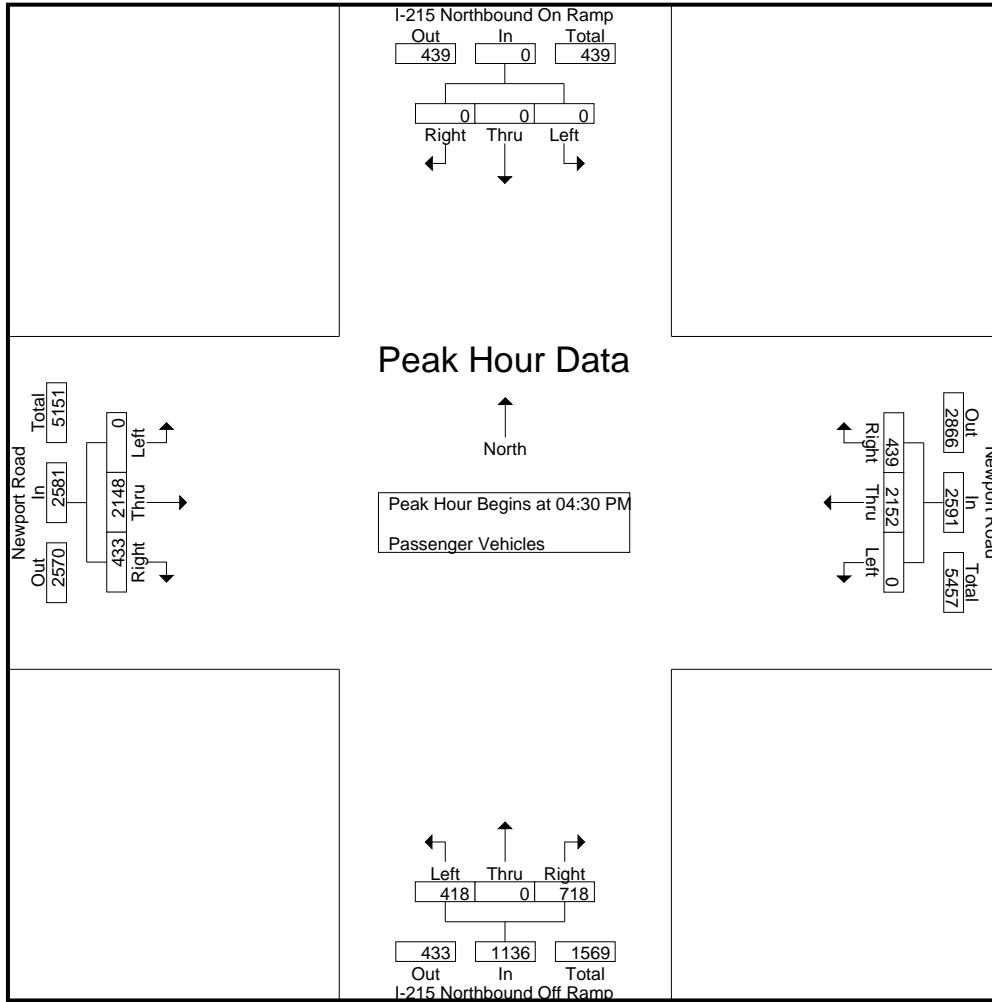 I-215 Northbound On Ramp
Out In Total
439 0 439
0 0 0
Right Thru Left
Peak Hour Data
North
Peak Hour Begins at 04:30 PM
Passenger Vehicles
Newport Road
Total In Out
5151 2581 2570
0 2148 433
Left Thru Right
Newport Road
Out In Total
2866 2591 5457
439 2152 0
Right Thru Left
Left Thru Right
418 0 718
433 1136 1569
Out In Total
I-215 Northbound Off Ramp